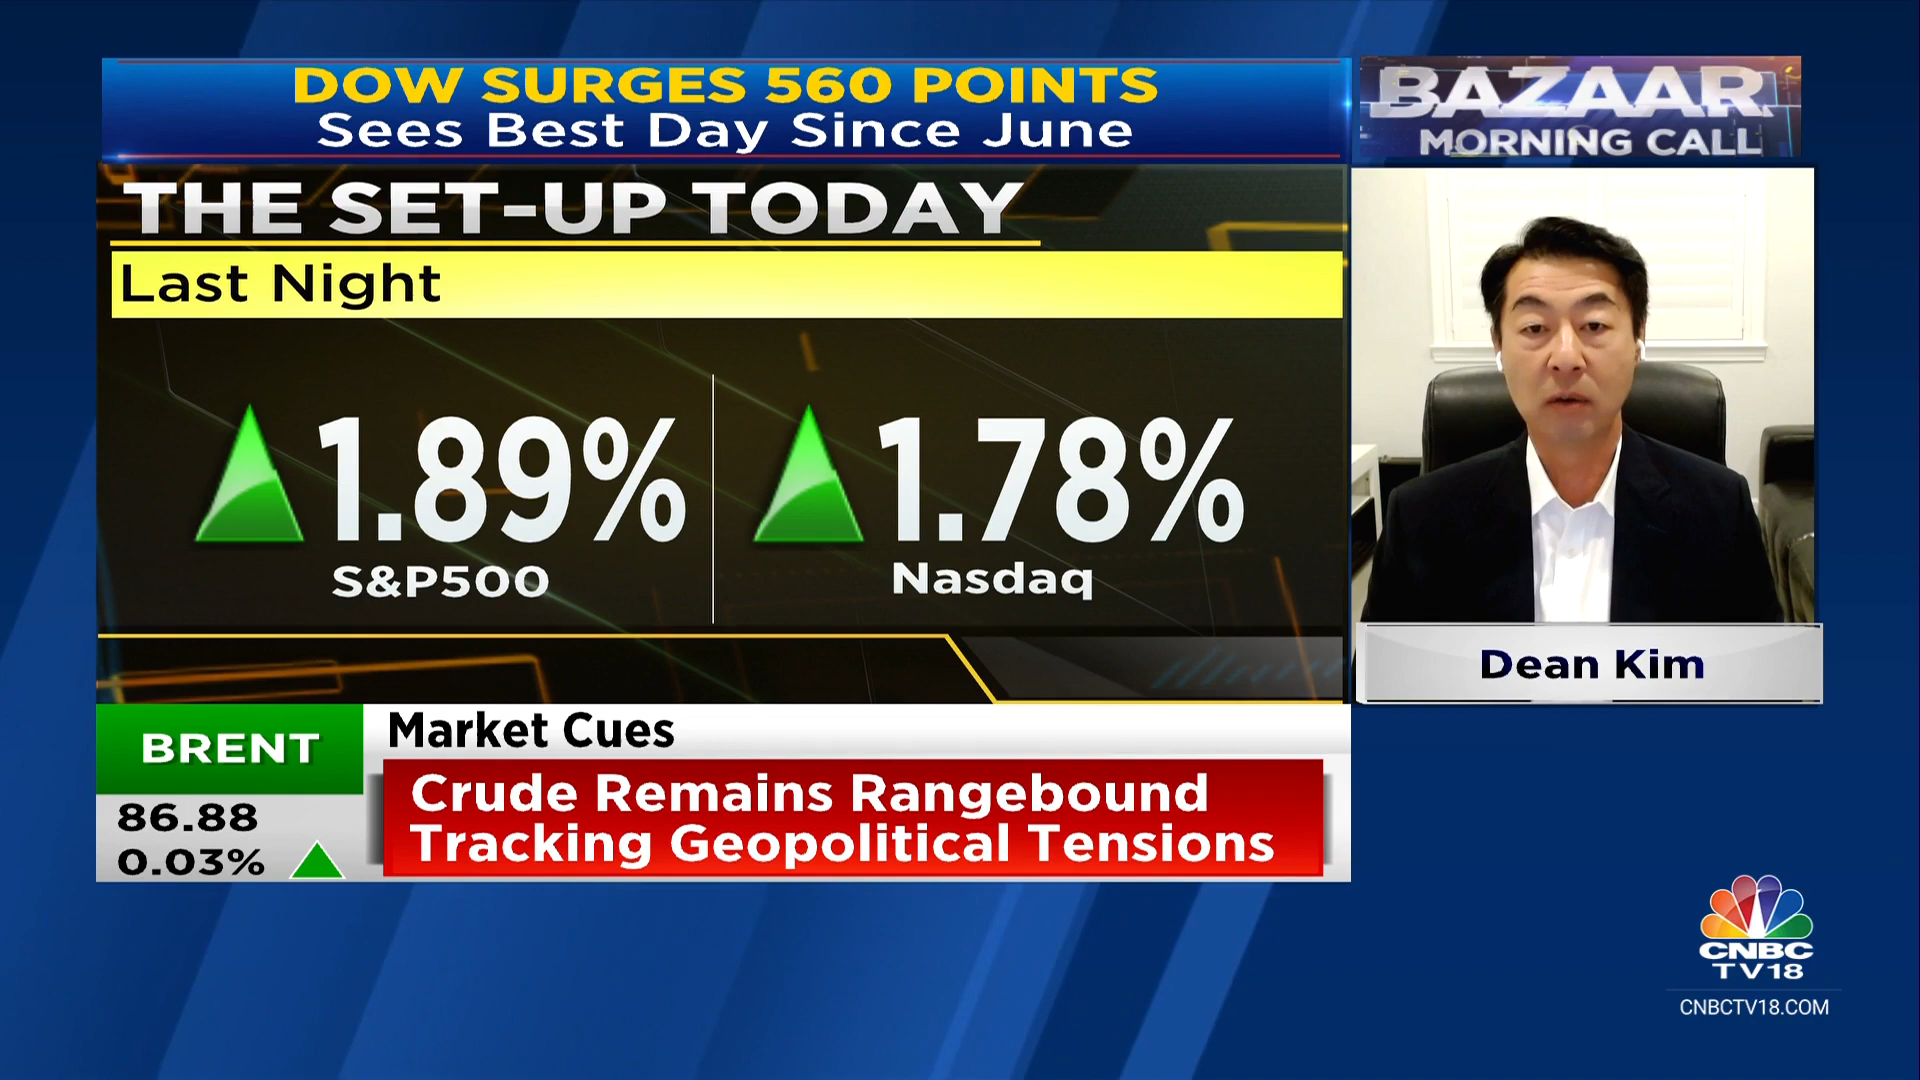 DOW SURGES 560 POINTS
Sees Best Day Since June
BAZAAR
MORNING CALL
THE SET-UP TODAY
Last Night
1.89%
S&P500
1.78%
Nasdaq
Dean Kim
BRENT
86.88
0.03%
Market Cues
Crude Remains Rangebound
Tracking Geopolitical Tensions
CNBC
TV18
CNBCTV18.COM